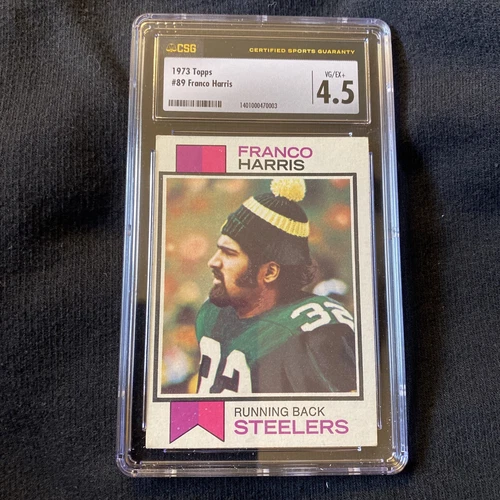 CSG
CERTIFIED SPORTS GUARANTY
1973 Topps
#89 Franco Harris
1401000470003
VG/EX+
4.5
FRANCO
HARRIS
32
32
RUNNING BACK
STEELERS